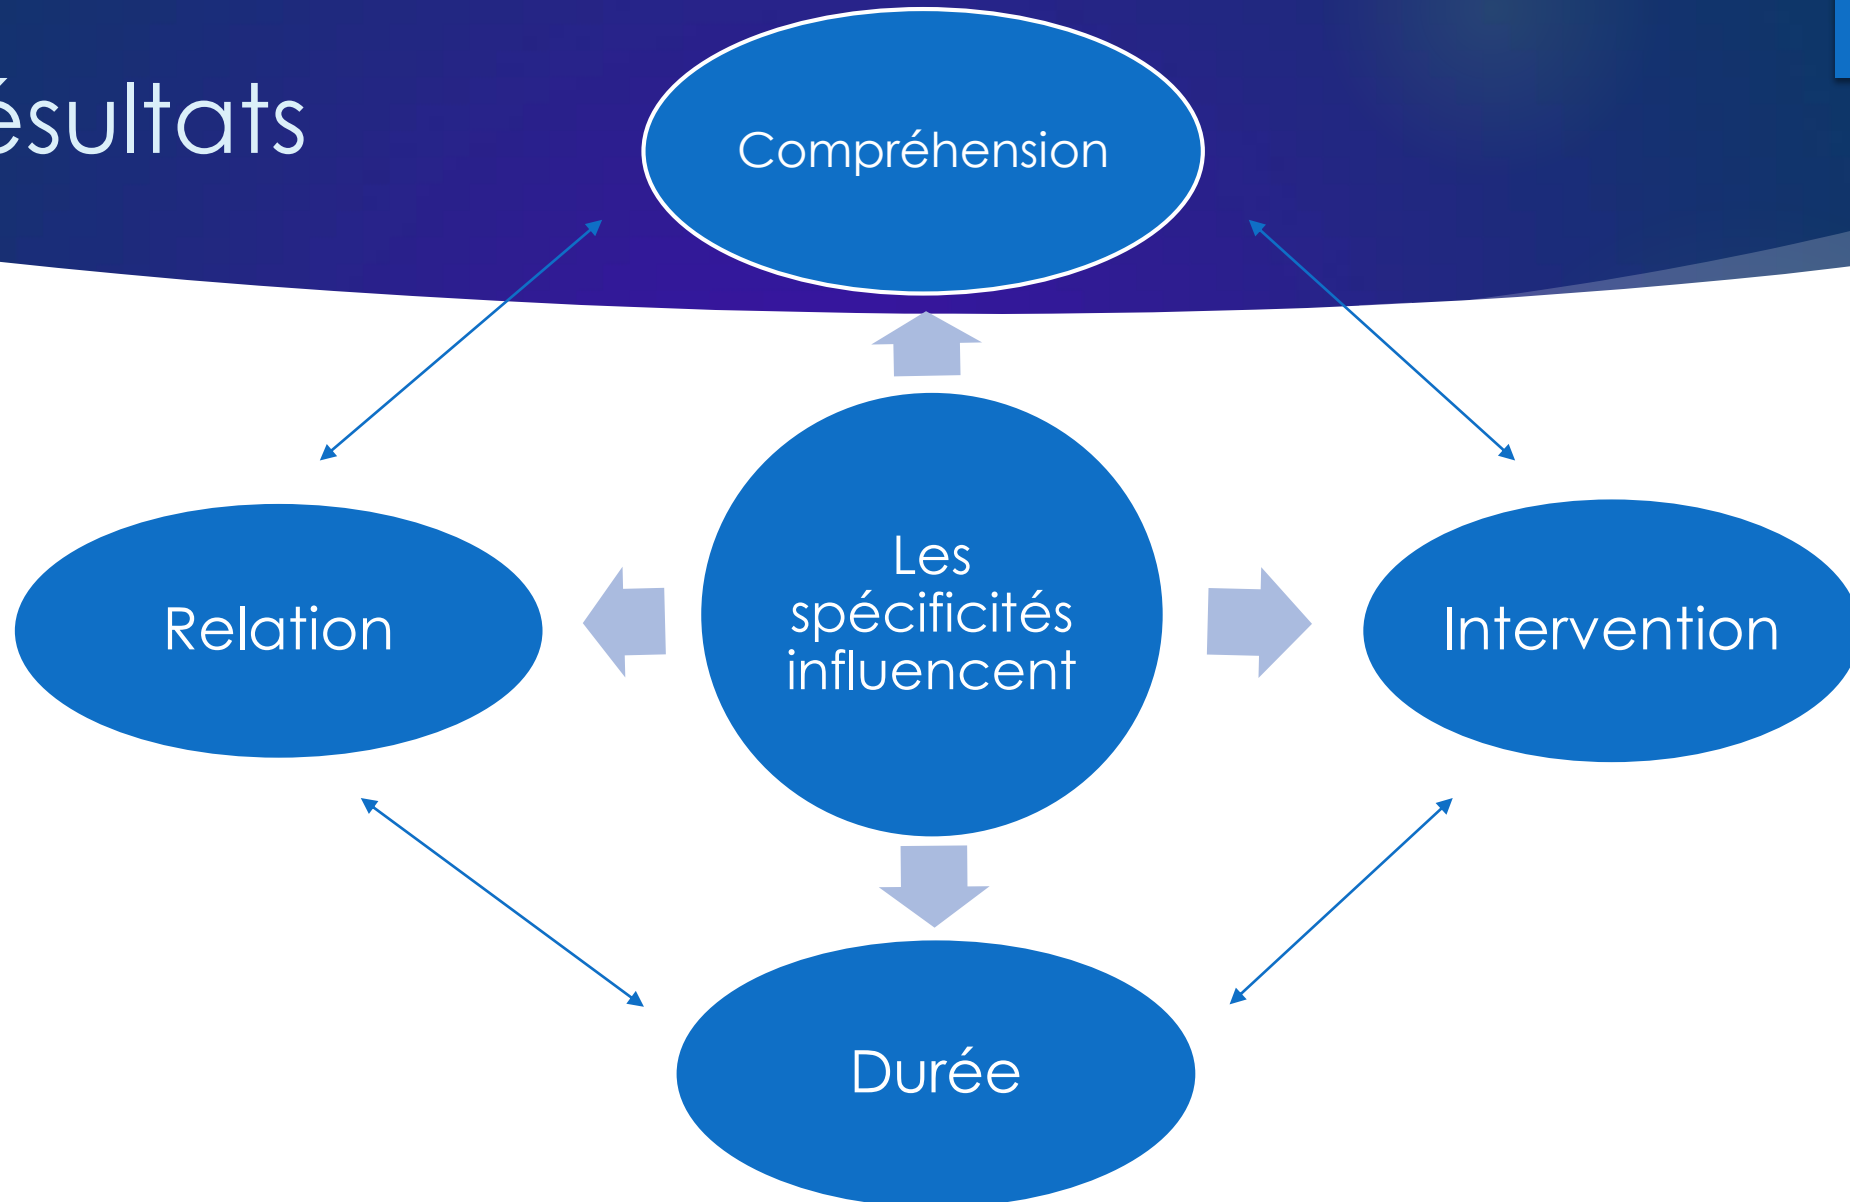 ésultats
Compréhension
Les
spécificités
influencent
Relation
Intervention
Durée